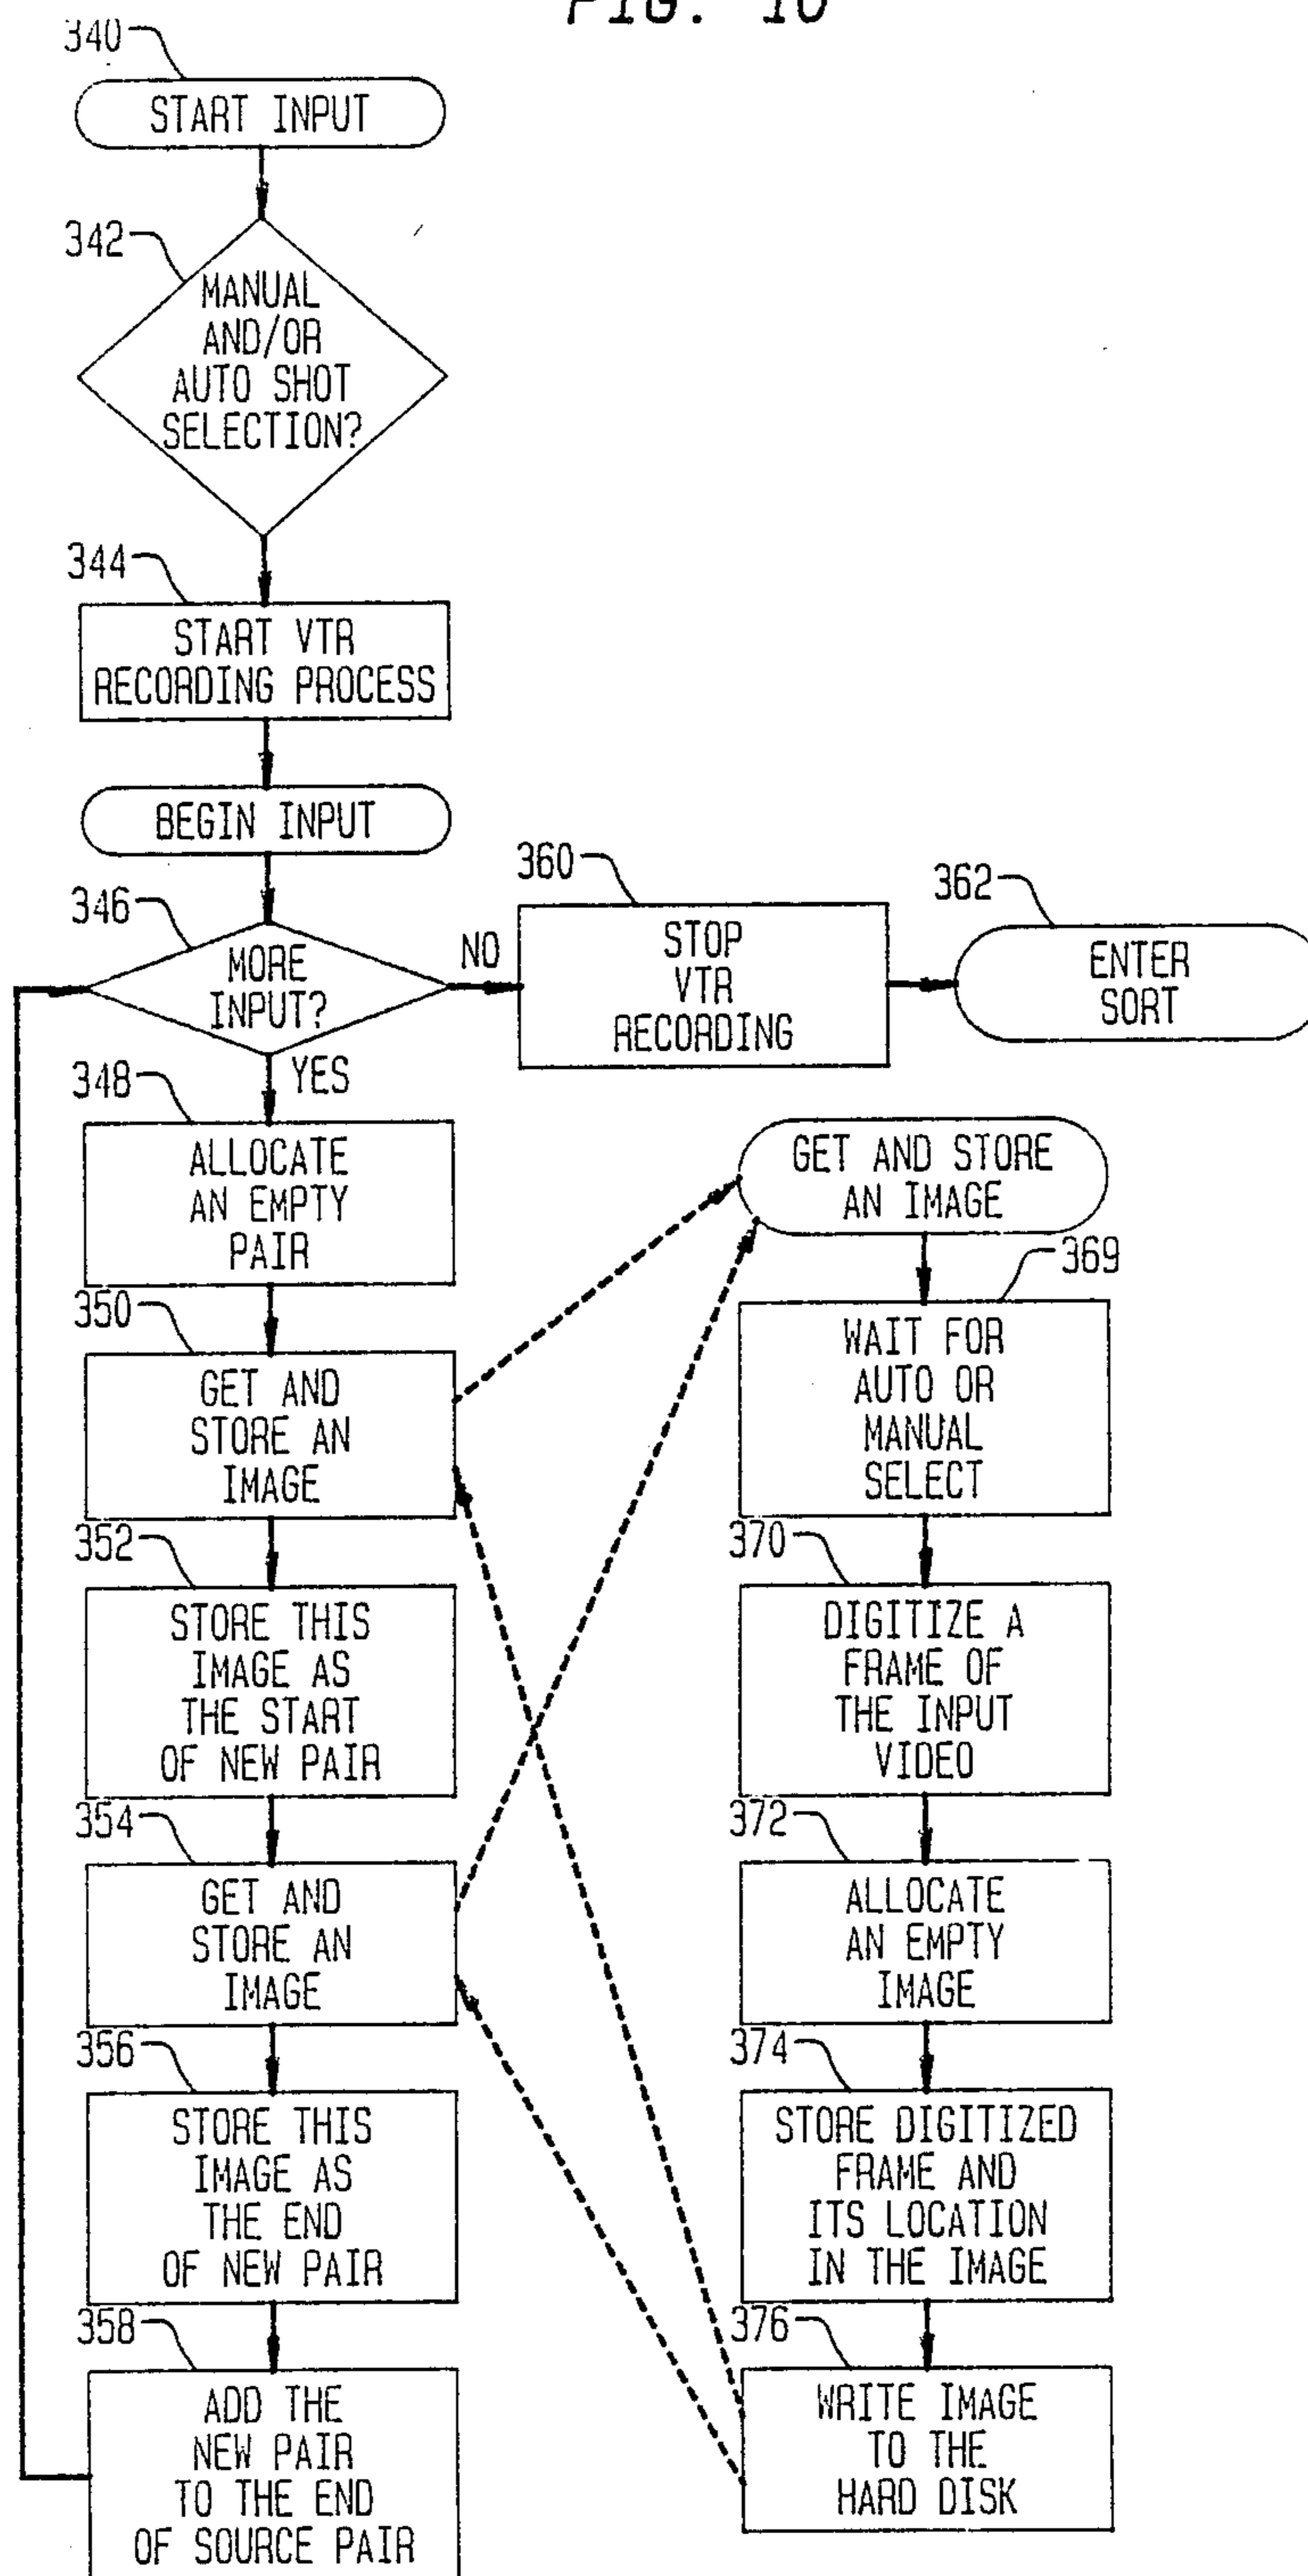 FIG. 10
340
START INPUT
342
MANUAL
AND/OR
AUTO SHOT
SELECTION?
344
START VTR
RECORDING PROCESS
BEGIN INPUT
346
MORE
INPUT?
NO
YES
360
STOP
VTR
RECORDING
362
ENTER
SORT
348
ALLOCATE
AN EMPTY
PAIR
350
GET AND
STORE AN
IMAGE
352
STORE THIS
IMAGE AS
THE START
OF NEW PAIR
354
GET AND
STORE AN
IMAGE
356
STORE THIS
IMAGE AS
THE END
OF NEW PAIR
358
ADD THE
NEW PAIR
TO THE END
OF SOURCE PAIR
GET AND STORE
AN IMAGE
369
WAIT FOR
AUTO OR
MANUAL
SELECT
370
DIGITIZE A
FRAME OF
THE INPUT
VIDEO
372
ALLOCATE
AN EMPTY
IMAGE
374
STORE DIGITIZED
FRAME AND
ITS LOCATION
IN THE IMAGE
376
WRITE IMAGE
TO THE
HARD DISK